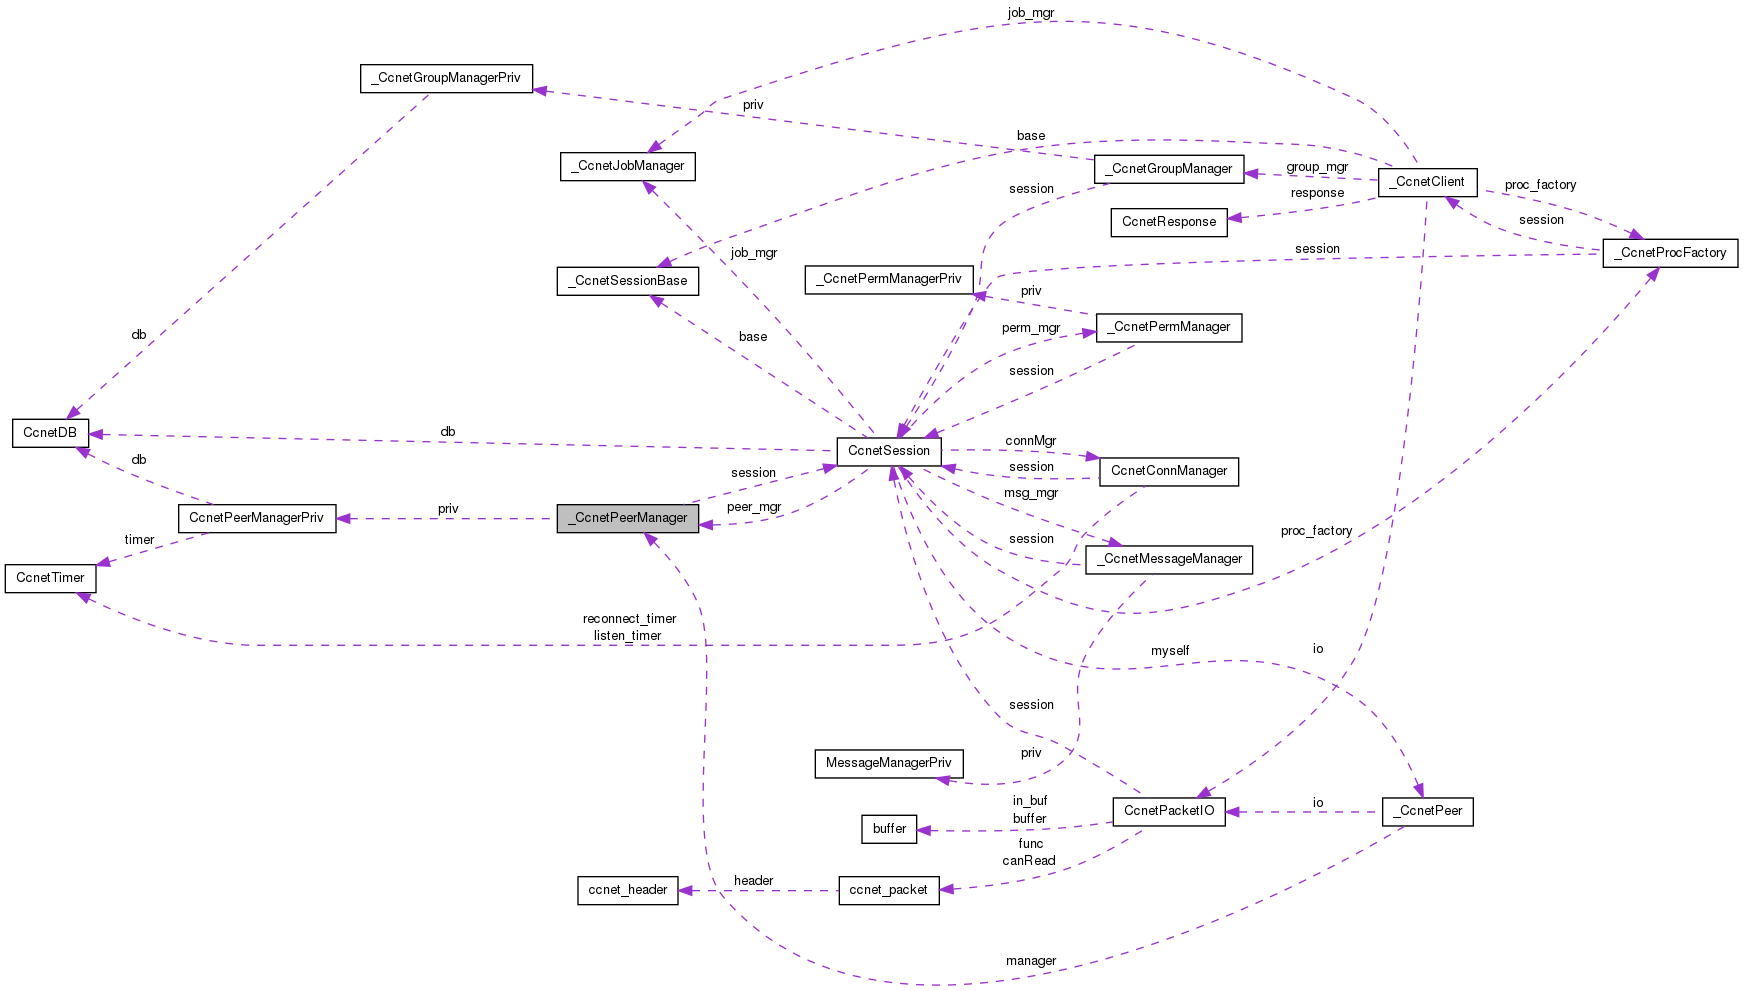 job_mgr
_CcnetGroupManagerPriv
priv
base
_CcnetJobManager
_CcnetGroupManager
group_mgr
_CcnetClient
proc_factory
session
response
CcnetResponse
session
session
_CcnetProcFactory
job_mgr
_CcnetSessionBase
_CcnetPermManagerPriv
priv
perm_mgr
_CcnetPermManager
db
base
session
CcnetDB
db
db
CcnetSession
connMgr
session
CcnetConnManager
session
msg_mgr
CcnetPeerManagerPriv
priv
_CcnetPeerManager
peer_mgr
timer
session
proc_factory
_CcnetMessageManager
CcnetTimer
reconnect_timer
listen_timer
myself
io
session
priv
MessageManagerPriv
in_buf
buffer
io
CcnetPacketIO
_CcnetPeer
buffer
func
canRead
ccnet_header
header
ccnet_packet
manager